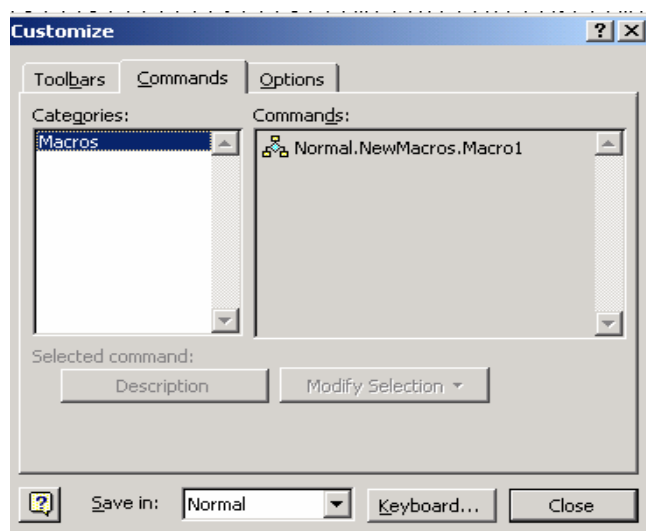 Customize
Toolbars Commands Options
Categories: Commands:
Macros Normal.NewMacros.Macro1
Selected command:
Description Modify Selection
Save in: Normal Keyboard... Close